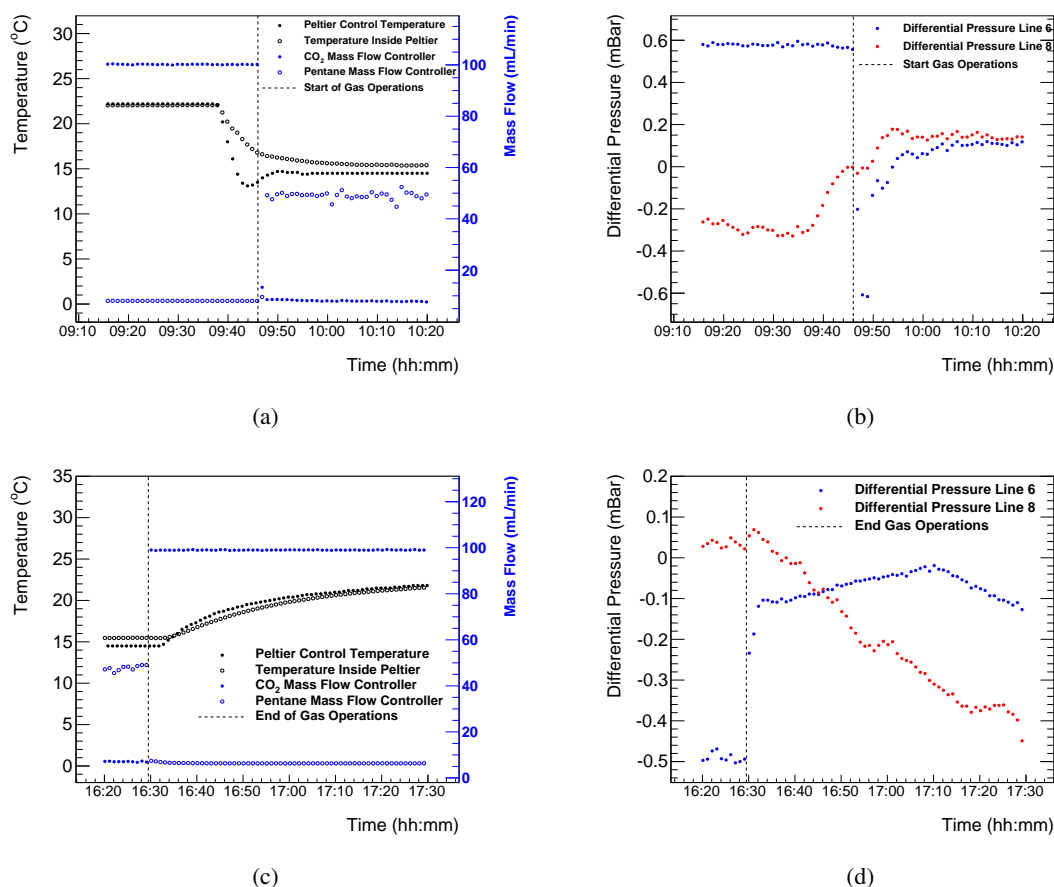 Temperature (°C)
30
25
20
15
10
5
0
Peltier Control Temperature
Temperature Inside Peltier
CO2 Mass Flow Controller
Pentane Mass Flow Controller
Start of Gas Operations
100
80
60
40
20
Mass Flow (mL/min)
09:10 09:20 09:30 09:40 09:50 10:00 10:10 10:20
Time (hh:mm)
(a)
Differential Pressure (mBar)
0.6
0.4
0.2
0
-0.2
-0.4
-0.6
Differential Pressure Line 6
Differential Pressure Line 8
Start Gas Operations
09:10 09:20 09:30 09:40 09:50 10:00 10:10 10:20
Time (hh:mm)
(b)
Temperature (°C)
35
30
25
20
15
10
5
0
Peltier Control Temperature
Temperature Inside Peltier
CO2 Mass Flow Controller
Pentane Mass Flow Controller
End of Gas Operations
120
100
80
60
40
20
0
Mass Flow (mL/min)
16:20 16:30 16:40 16:50 17:00 17:10 17:20 17:30
Time (hh:mm)
(c)
Differential Pressure (mBar)
0.2
0.1
0
-0.1
-0.2
-0.3
-0.4
-0.5
Differential Pressure Line 6
Differential Pressure Line 8
End Gas Operations
16:20 16:30 16:40 16:50 17:00 17:10 17:20 17:30
Time (hh:mm)
(d)